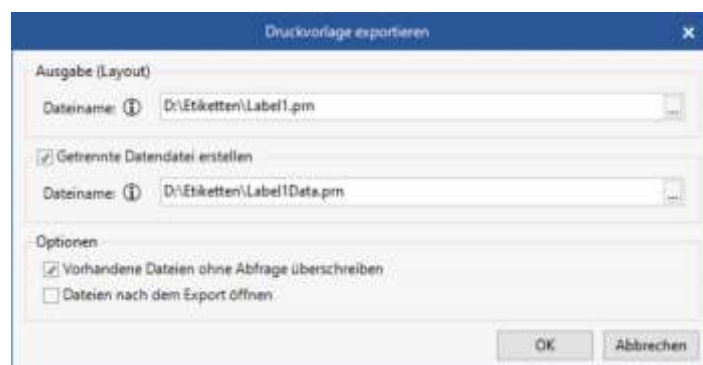 Druckvorlage exportieren
Ausgabe (Layout)
Dateiname: D:\Etiketten\Label1.prn ...
Getrennte Datendatei erstellen
Dateiname: D:\Etiketten\Label1Data.prn ...
Optionen
Vorhandene Dateien ohne Abfrage überschreiben
Dateien nach dem Export öffnen
OK Abbrechen